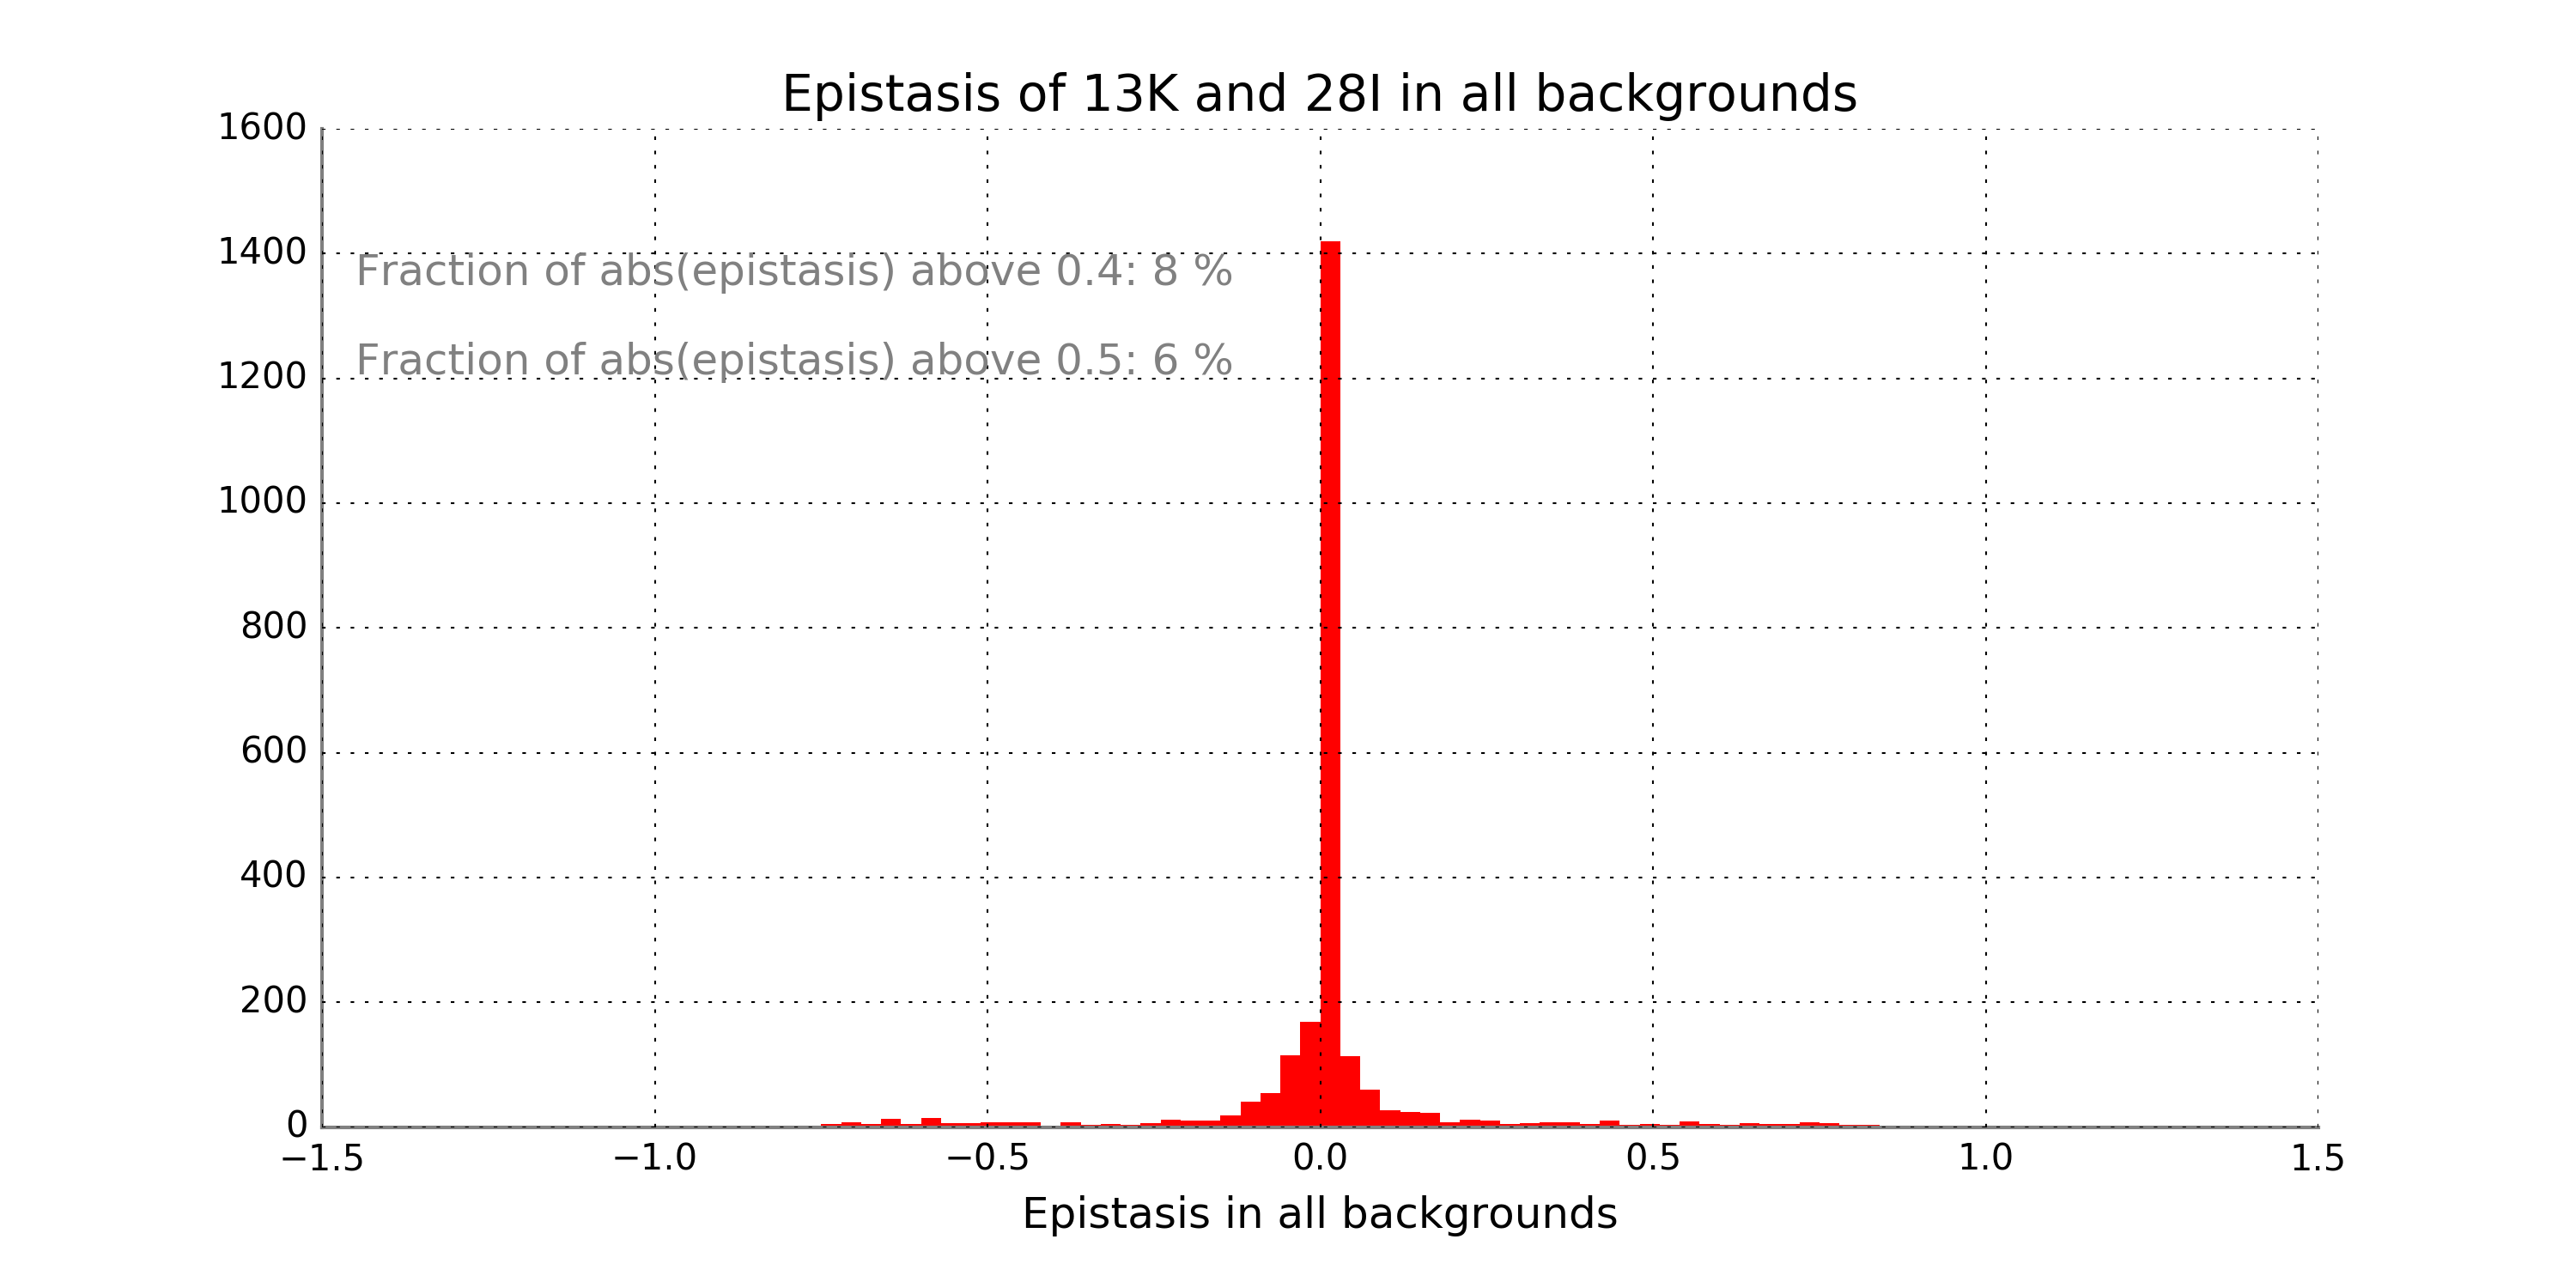 Epistasis of 13K and 28I in all backgrounds
1600
1400
Fraction of abs(epistasis) above 0.4: 8 %
Fraction of abs(epistasis) above 0.5: 6 %
1200
1000
800
600
400
200
0
−1.5 −1.0 −0.5 0.0 0.5 1.0 1.5
Epistasis in all backgrounds